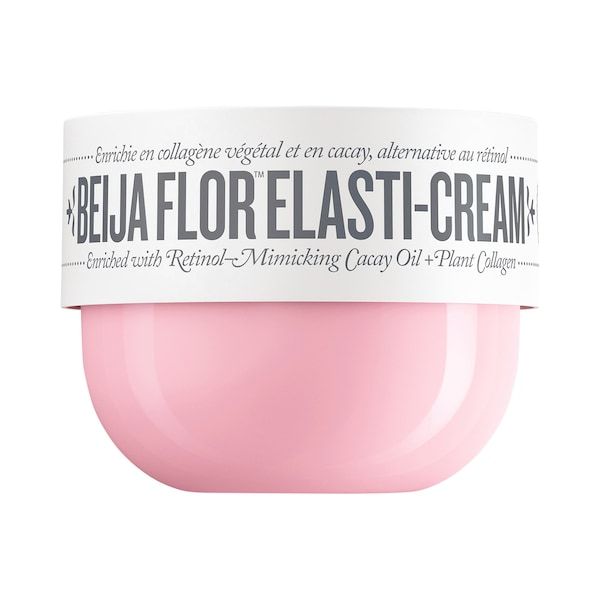 Enrichie en collagène végétal et en cacay, alternative au rétinol
BEIJA FLOR™ ELASTI-CREAM
Enriched with Retinol-Mimicking Cacay Oil + Plant Collagen